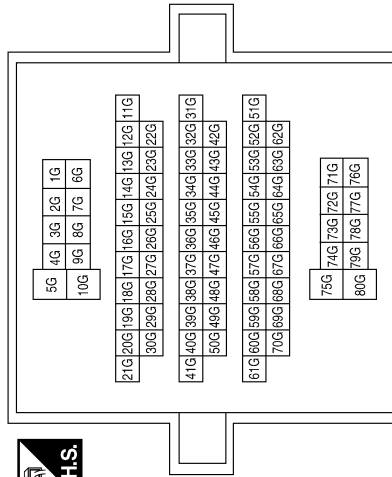 H.S.
5G 4G 3G 2G 1G
10G 9G 8G 7G 6G
21G 20G 19G 18G 17G 16G 15G 14G 13G 12G 11G
30G 29G 28G 27G 26G 25G 24G 23G 22G
41G 40G 39G 38G 37G 36G 35G 34G 33G 32G 31G
50G 49G 48G 47G 46G 45G 44G 43G 42G
61G 60G 59G 58G 57G 56G 55G 54G 53G 52G 51G
70G 69G 68G 67G 66G 65G 64G 63G 62G
75G 74G 73G 72G 71G
80G 79G 78G 77G 76G